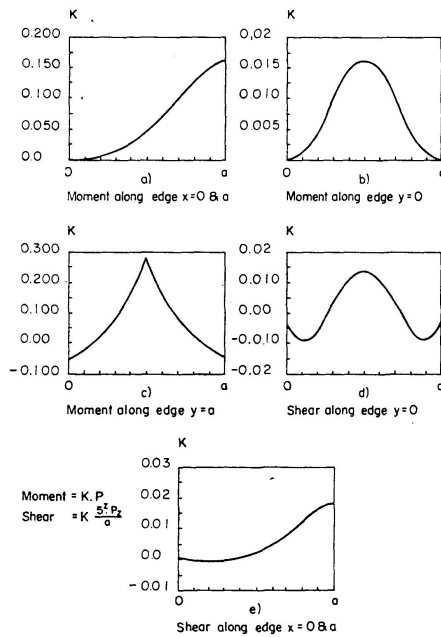 K
0.200
0.150
0.100
0.050
0.0
0 a
a)
Moment along edge x=0 & a
K
0,02
0.015
0.010
0.005
0 a
b)
Moment along edge y=0
K
0.300
0.200
0.100
0.00
-0.100
0 a
c)
Moment along edge y=a
K
0.02
0.010
0.00
-0.010
-0.02
0 a
d)
Shear along edge y=0
K
0.03
0.02
0.01
0.0
-0.01
0 a
e)
Shear along edge x=0 & a
Moment = K. P
Shear = K
a